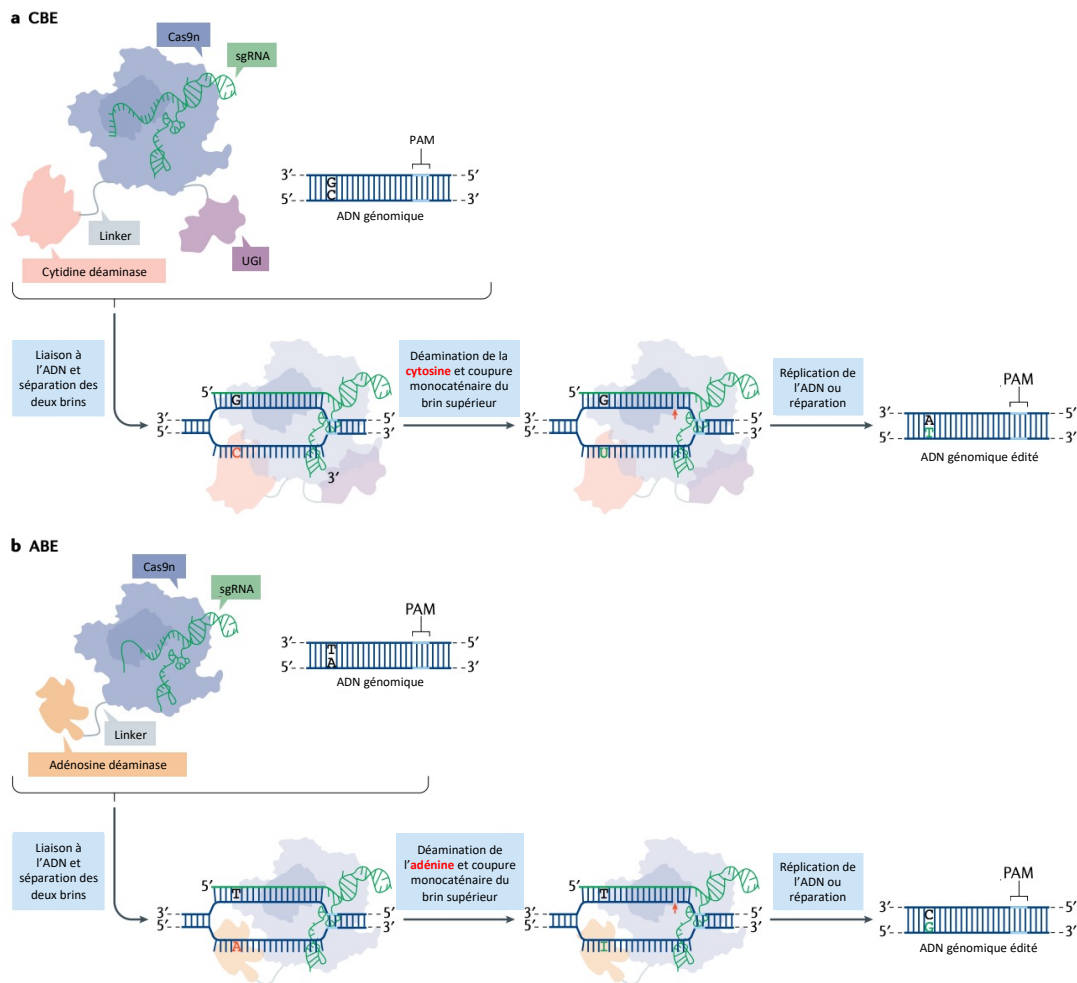 a CBE
Cas9n
sgRNA
PAM
3′ 5′
G
C
5′ 3′
ADN génomique
Linker
UGI
Cytidine déaminase
Liaison à
l'ADN et
séparation des
deux brins
Déamination de la
cytosine et coupure
monocaténaire du
brin supérieur
Réplication de
l'ADN ou
réparation
5′
G
3′ 5′
5′ 3′
C
3′
5′
G
3′ 5′
5′ 3′
U
PAM
3′ 5′
A
T
5′ 3′
ADN génomique édité
b ABE
Cas9n
sgRNA
PAM
3′ 5′
T
A
5′ 3′
ADN génomique
Linker
Adénosine déaminase
Liaison à
l'ADN et
séparation des
deux brins
Déamination de
l'adénine et coupure
monocaténaire du
brin supérieur
Réplication de
l'ADN ou
réparation
5′
T
3′ 5′
5′ 3′
A
5′
T
3′ 5′
5′ 3′
I
PAM
3′ 5′
C
G
5′ 3′
ADN génomique édité